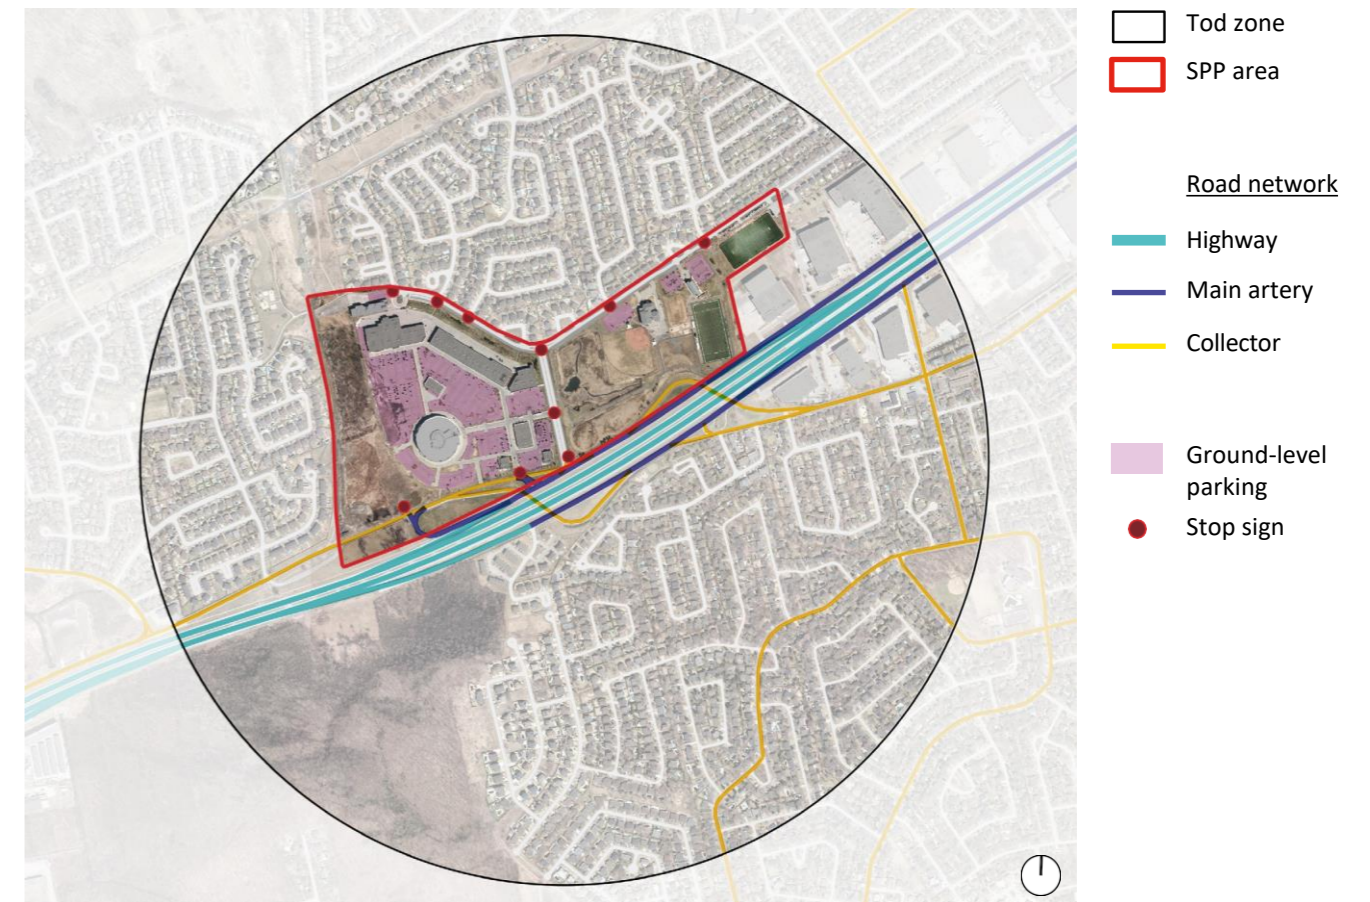 Tod zone
SPP area
Road network
Highway
Main artery
Collector
Ground-level
parking
Stop sign